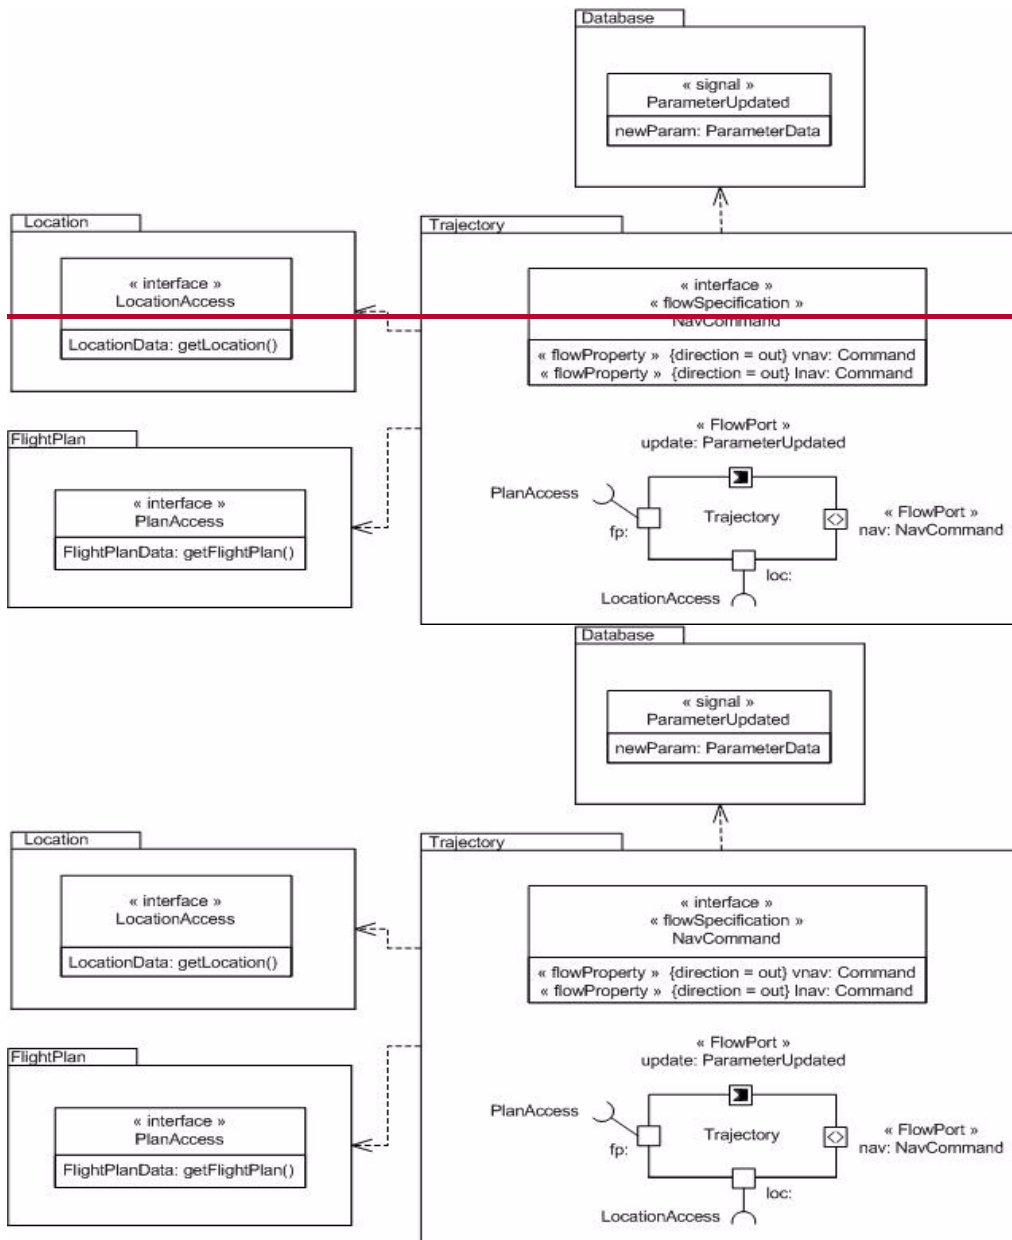 Database
« signal »
ParameterUpdated
newParam: ParameterData
Location
« interface »
LocationAccess
LocationData: getLocation()
Trajectory
« interface »
« flowSpecification »
NavCommand
« flowProperty » {direction = out} vnav: Command
« flowProperty » {direction = out} lnav: Command
FlightPlan
« interface »
PlanAccess
FlightPlanData: getFlightPlan()
« FlowPort »
update: ParameterUpdated
PlanAccess
fp:
Trajectory
« FlowPort »
nav: NavCommand
loc:
LocationAccess
Database
« signal »
ParameterUpdated
newParam: ParameterData
Location
« interface »
LocationAccess
LocationData: getLocation()
Trajectory
« interface »
« flowSpecification »
NavCommand
« flowProperty » {direction = out} vnav: Command
« flowProperty » {direction = out} lnav: Command
FlightPlan
« interface »
PlanAccess
FlightPlanData: getFlightPlan()
« FlowPort »
update: ParameterUpdated
PlanAccess
fp:
Trajectory
« FlowPort »
nav: NavCommand
loc:
LocationAccess